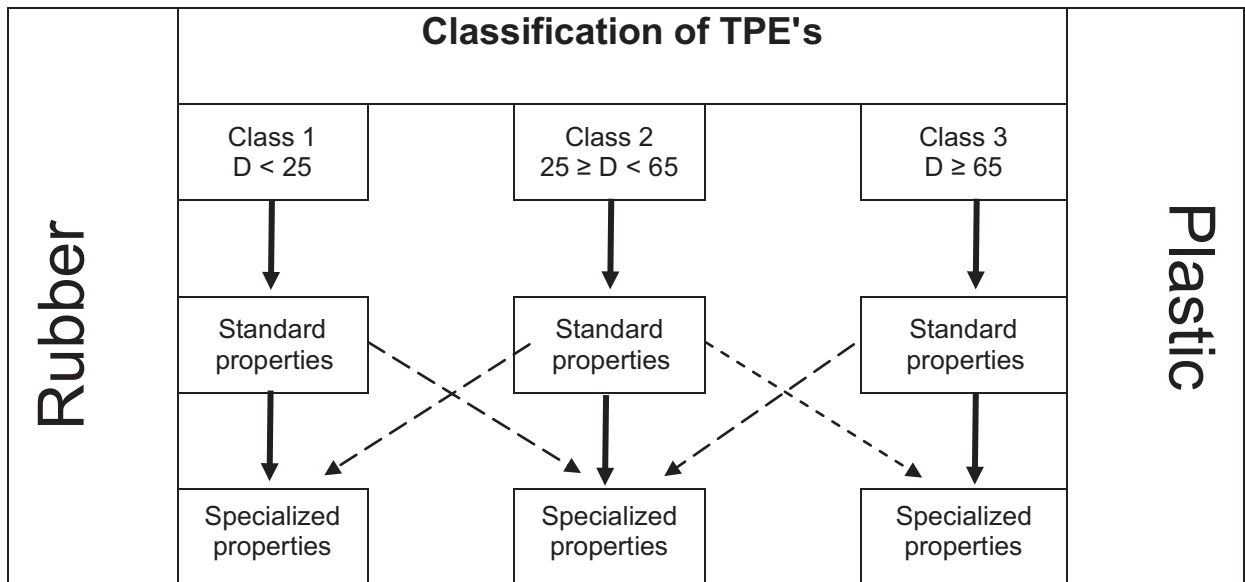 Classification of TPE's
Rubber
Class 1
D < 25
Class 2
25 ≥ D < 65
Class 3
D ≥ 65
Plastic
Standard
properties
Standard
properties
Standard
properties
Specialized
properties
Specialized
properties
Specialized
properties